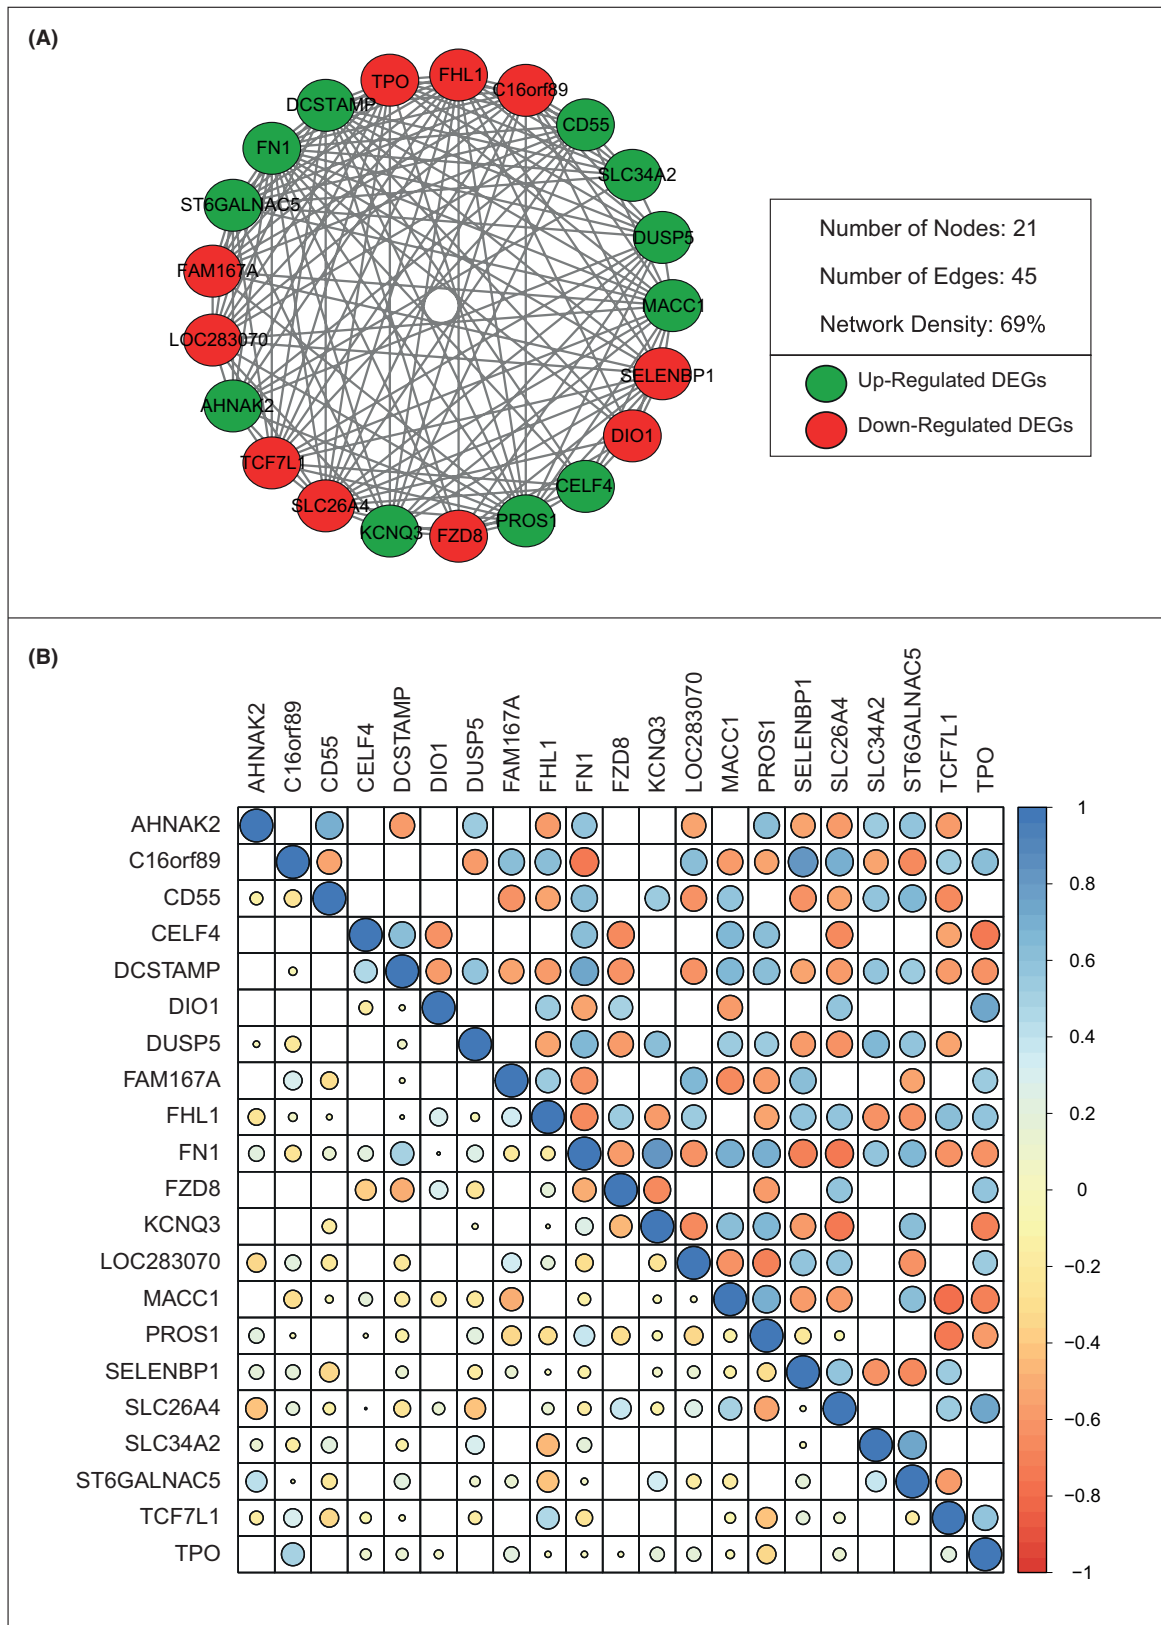 (A)
TPO
FHL1
C16orf89
DCSTAMP
CD55
FN1
SLC34A2
ST6GALNAC5
DUSP5
FAM167A
MACC1
LOC283070
SELENBP1
AHNAK2
DIO1
TCF7L1
CELF4
SLC26A4
PROS1
KCNQ3
FZD8
Number of Nodes: 21
Number of Edges: 45
Network Density: 69%
Up-Regulated DEGs
Down-Regulated DEGs
(B)
AHNAK2
C16orf89
CD55
CELF4
DCSTAMP
DIO1
DUSP5
FAM167A
FHL1
FN1
FZD8
KCNQ3
LOC283070
MACC1
PROS1
SELENBP1
SLC26A4
SLC34A2
ST6GALNAC5
TCF7L1
TPO
AHNAK2
C16orf89
CD55
CELF4
DCSTAMP
DIO1
DUSP5
FAM167A
FHL1
FN1
FZD8
KCNQ3
LOC283070
MACC1
PROS1
SELENBP1
SLC26A4
SLC34A2
ST6GALNAC5
TCF7L1
TPO
1
0.8
0.6
0.4
0.2
0
−0.2
−0.4
−0.6
−0.8
−1